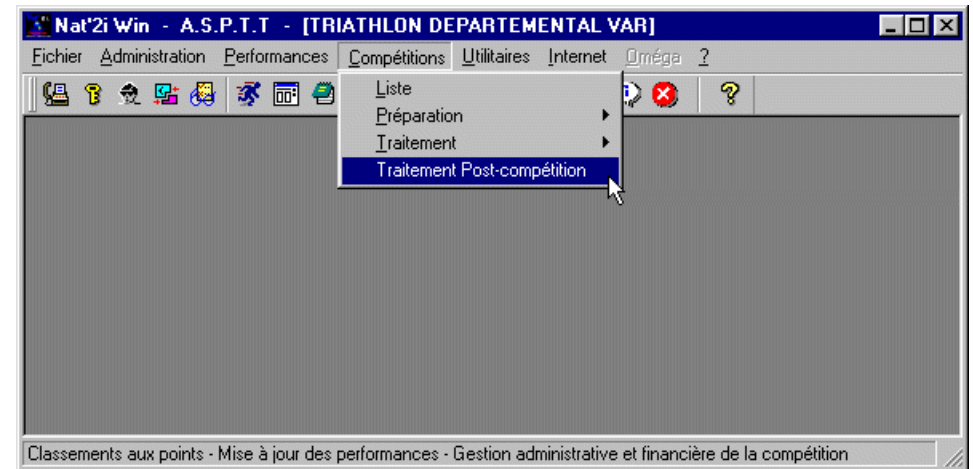 Nat'2i Win - A.S.P.T.T - [TRIATHLON DEPARTEMENTAL VAR]
Fichier Administration Performances Compétitions Utilitaires Internet Oméga ?
Liste
Préparation
Traitement
Traitement Post-compétition
Classements aux points - Mise à jour des performances - Gestion administrative et financière de la compétition